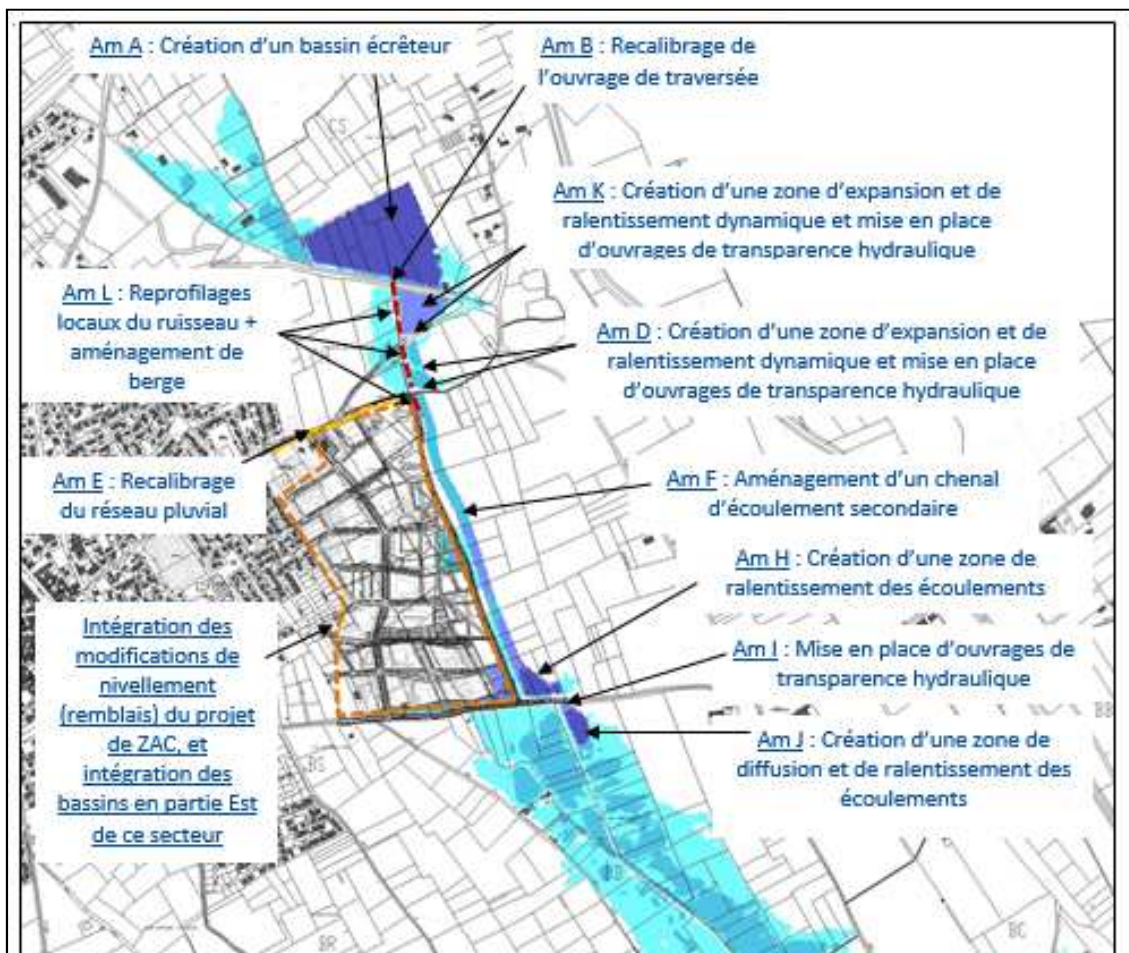 Am A : Création d'un bassin écrêteur
Am B : Recalibrage de
l'ouvrage de traversée
CS
Am K : Création d'une zone d'expansion et de
ralentissement dynamique et mise en place
d'ouvrages de transparence hydraulique
Am L : Reprofilages
locaux du ruisseau +
aménagement de
berge
Am D : Création d'une zone d'expansion et de
ralentissement dynamique et mise en place
d'ouvrages de transparence hydraulique
Am E : Recalibrage
du réseau pluvial
Am F : Aménagement d'un chenal
d'écoulement secondaire
Am H : Création d'une zone de
ralentissement des écoulements
Intégration des
modifications de
nivellement
(remblais) du projet
de ZAC, et
intégration des
bassins en partie Est
de ce secteur
Am I : Mise en place d'ouvrages de
transparence hydraulique
BB
Am J : Création d'une zone de
diffusion et de ralentissement des
écoulements
BS
BR
BC